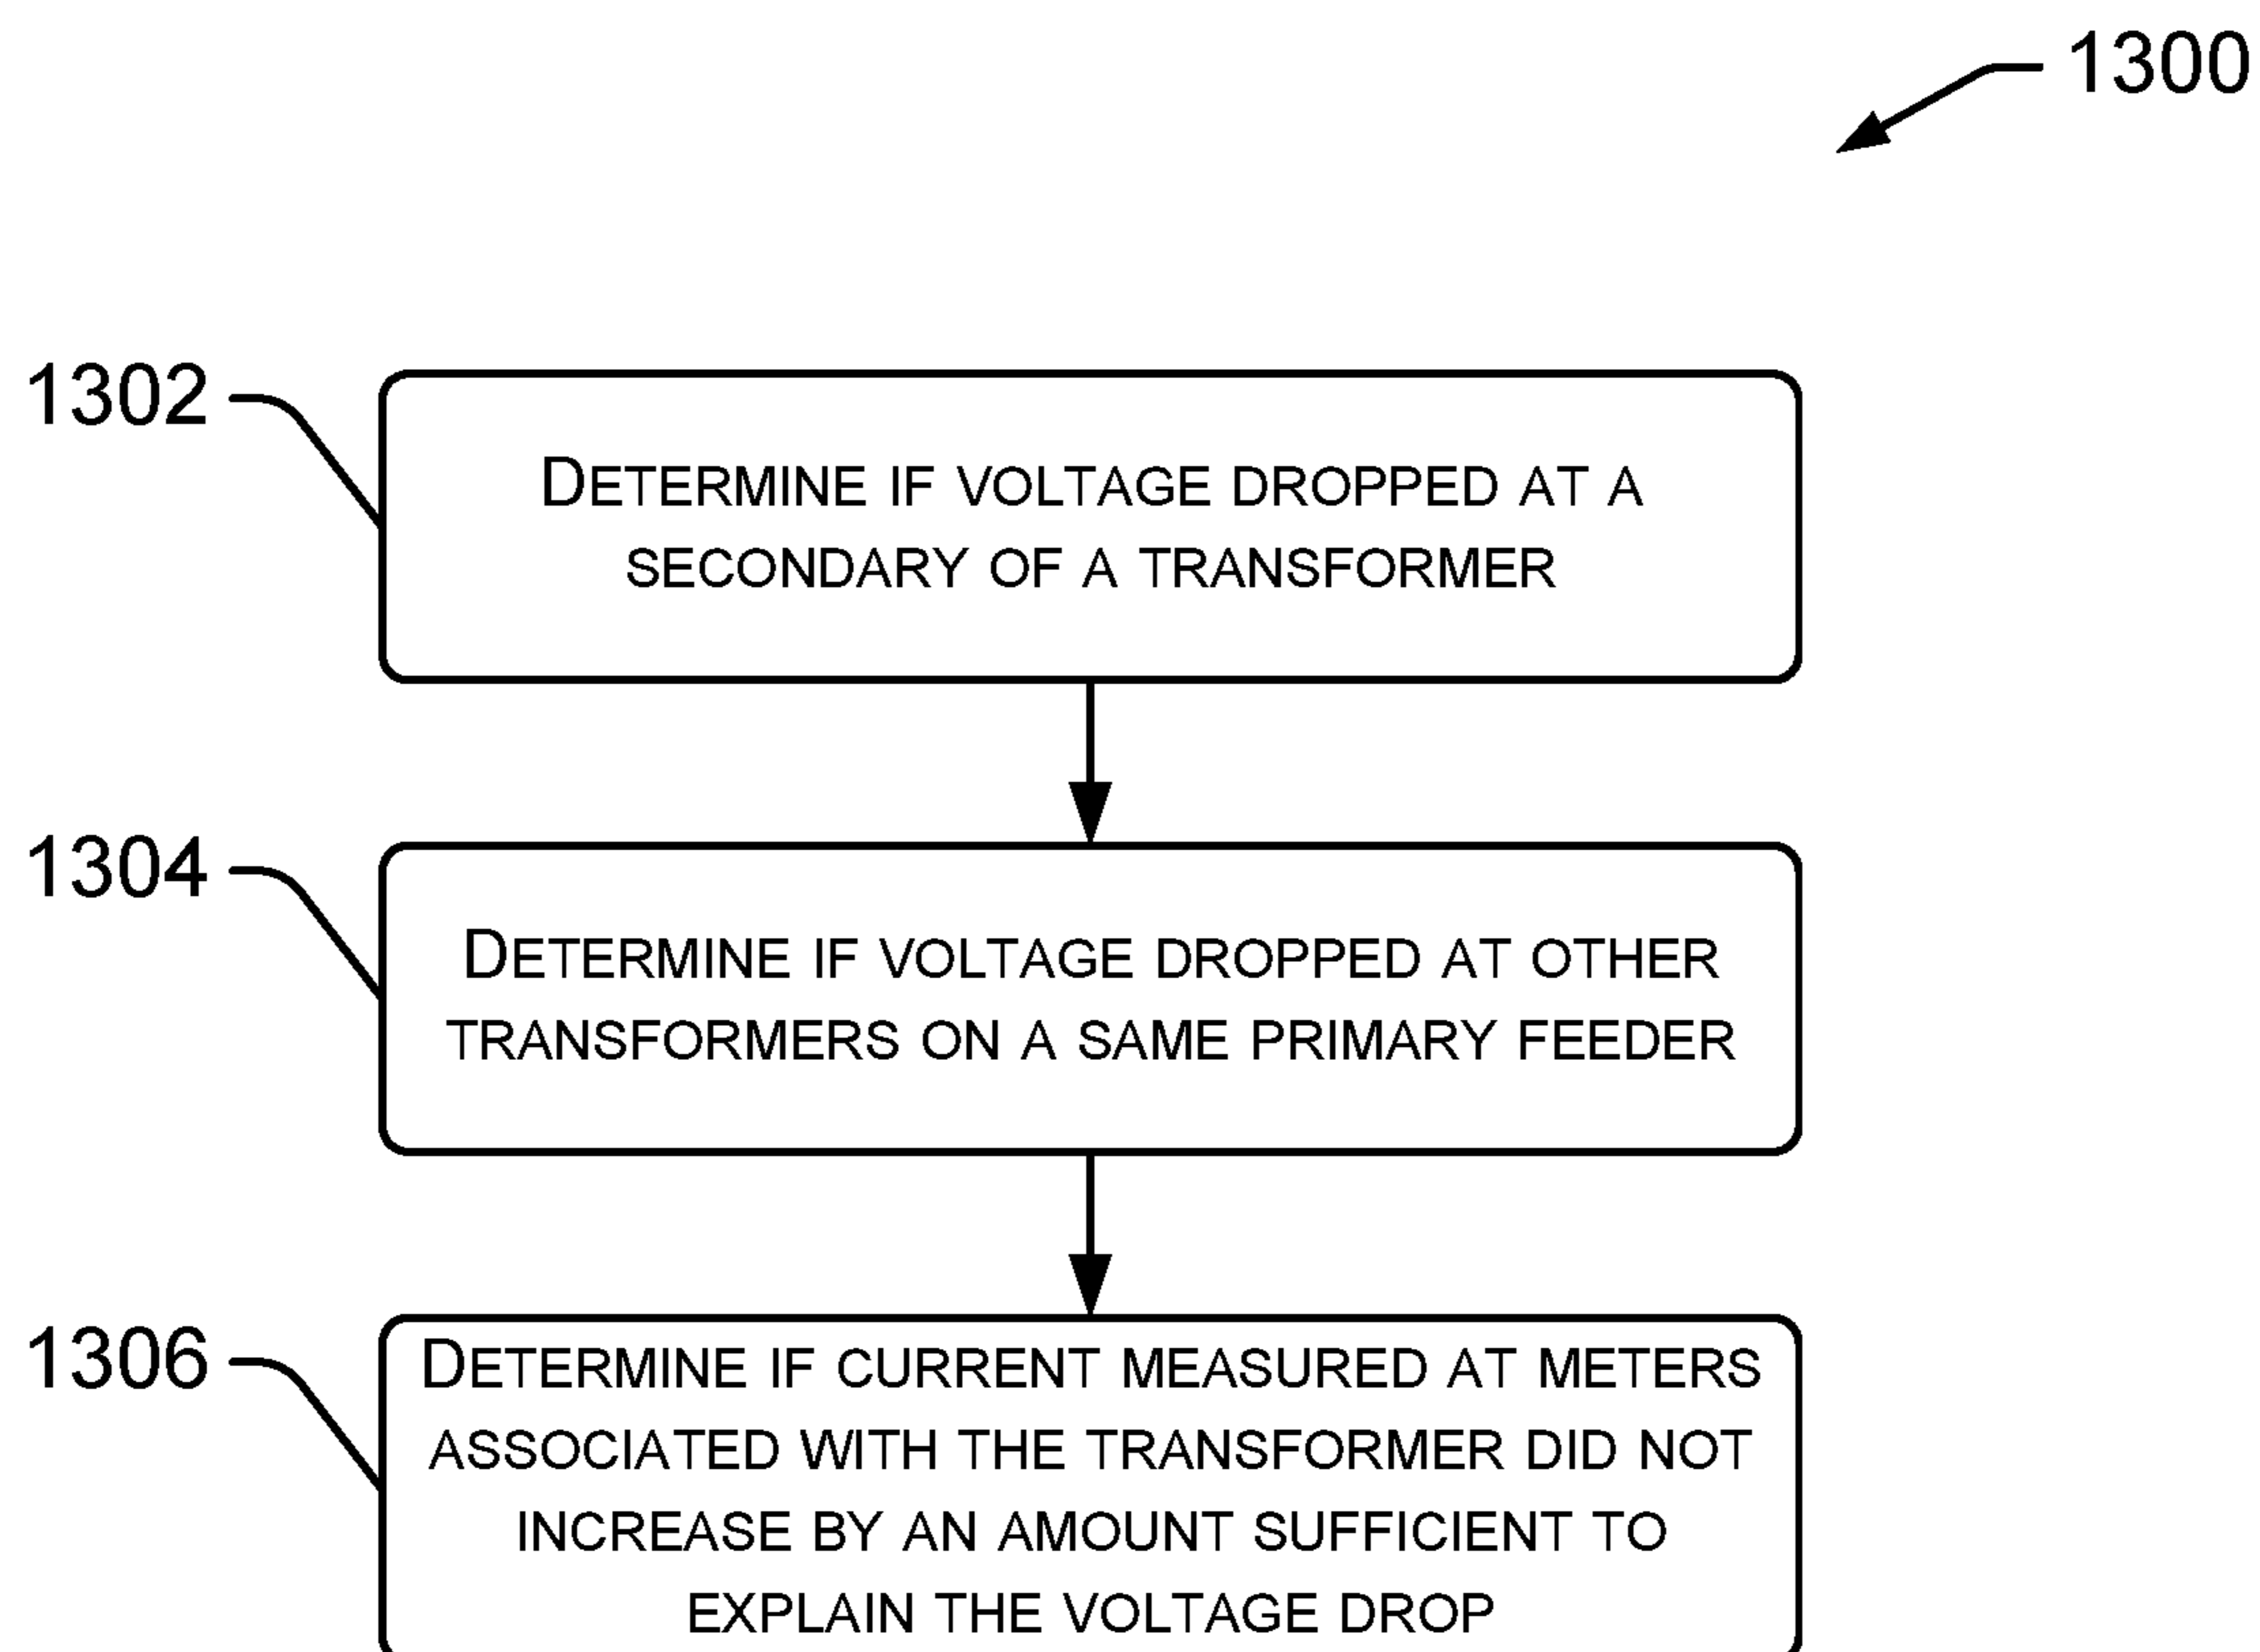 1300
1302
DETERMINE IF VOLTAGE DROPPED AT A
SECONDARY OF A TRANSFORMER
1304
DETERMINE IF VOLTAGE DROPPED AT OTHER
TRANSFORMERS ON A SAME PRIMARY FEEDER
1306
DETERMINE IF CURRENT MEASURED AT METERS
ASSOCIATED WITH THE TRANSFORMER DID NOT
INCREASE BY AN AMOUNT SUFFICIENT TO
EXPLAIN THE VOLTAGE DROP